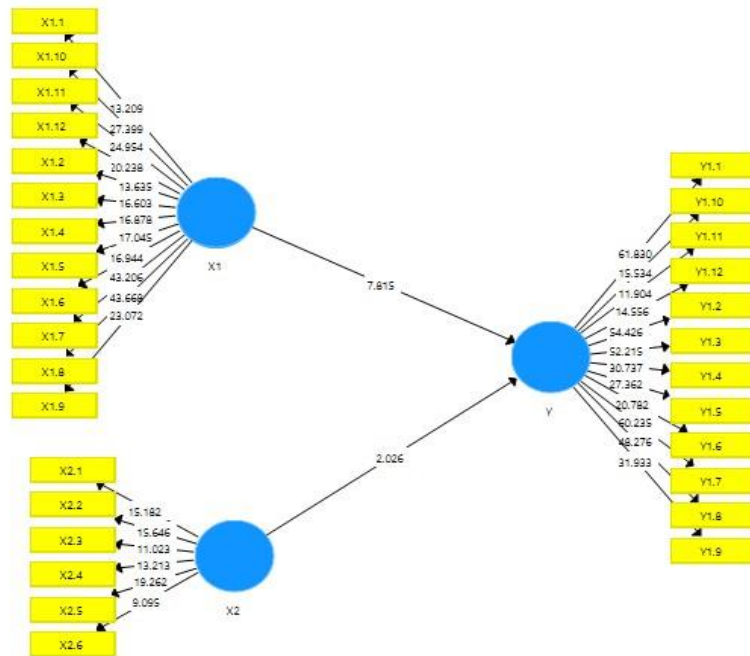 X1.1
X1.10
X1.11
X1.12
X1.2
X1.3
X1.4
X1.5
X1.6
X1.7
X1.8
X1.9
13.209
27.399
24.954
20.238
13.635
16.603
16.878
17.045
16.944
43.206
43.668
23.072
X1
7.815
X2.1
X2.2
X2.3
X2.4
X2.5
X2.6
15.182
15.646
11.023
13.213
19.262
9.095
X2
2.026
Y
61.830
15.534
11.904
14.556
54.426
52.215
30.737
27.362
20.782
60.235
48.276
31.933
Y1.1
Y1.10
Y1.11
Y1.12
Y1.2
Y1.3
Y1.4
Y1.5
Y1.6
Y1.7
Y1.8
Y1.9